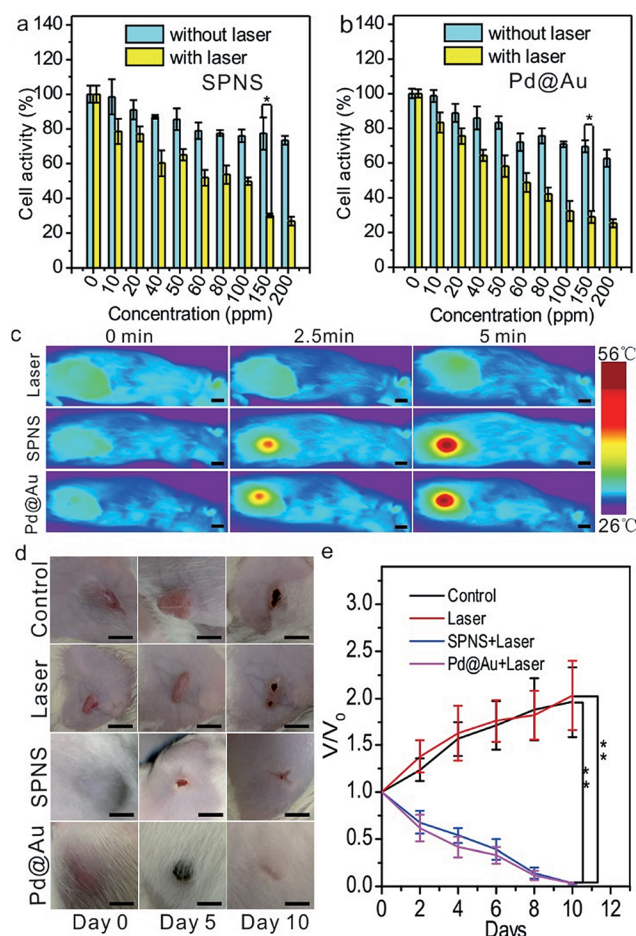 a
140
120
100
80
60
40
20
0
Cell activity (%)
without laser
with laser
SPNS
*
0 10 20 40 50 60 80 100 150 200
Concentration (ppm)
b
140
120
100
80
60
40
20
0
Cell activity (%)
without laser
with laser
Pd@Au
*
0 10 20 40 50 60 80 100 150 200
Concentration (ppm)
c
0 min 2.5min 5 min
Laser
SPNS
Pd@Au
56℃
26℃
d
Control
Laser
SPNS
Pd@Au
Day 0 Day 5 Day 10
e
Control
Laser
SPNS+Laser
Pd@Au+Laser
3.0
2.5
2.0
1.5
1.0
0.5
0.0
V/V0
**
**
0 2 4 6 8 10 12
Days